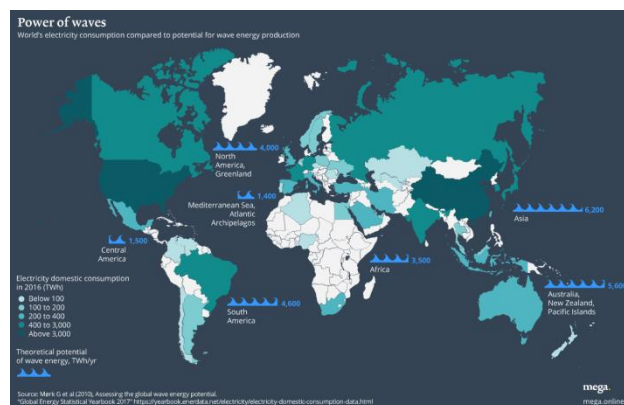 Power of waves
World's electricity consumption compared to potential for wave energy production
4,000
North
America,
Greenland
1,400
Mediterranean Sea,
Atlantic
Archipelagos
6,200
Asia
1,500
Central
America
3,500
Africa
4,600
South
America
5,600
Australia,
New Zealand,
Pacific Islands
Electricity domestic consumption
in 2016 (TWh)
Below 100
100 to 200
200 to 400
400 to 3,000
Above 3,000
Theoretical potential
of wave energy, TWh/yr
Source: Mørk G et al (2010), Assessing the global wave energy potential.
"Global Energy Statistical Yearbook 2017" https://yearbook.enerdata.net/electricity/electricity-domestic-consumption-data.html
mega.
mega.online